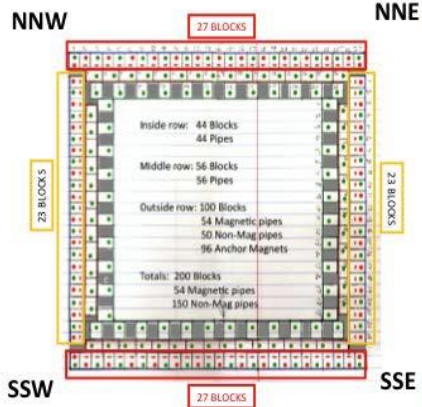 NNW
27 BLOCKS
NNE
23 BLOCKS
23 BLOCKS
Inside row: 44 Blocks
44 Pipes
Middle row: 56 Blocks
56 Pipes
Outside row: 100 Blocks
54 Magnetic pipes
50 Non-Mag pipes
96 Anchor Magnets
Totals: 200 Blocks
54 Magnetic pipes
150 Non-Mag pipes
SSW
27 BLOCKS
SSE